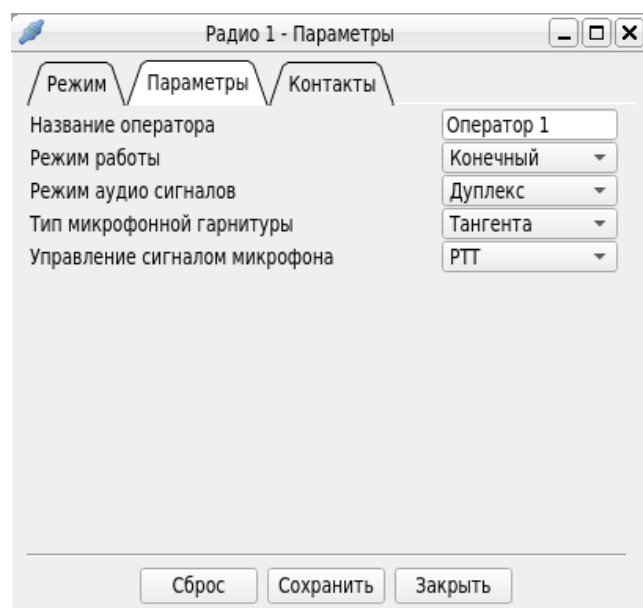 Радио 1 - Параметры
Режим Параметры Контакты
Название оператора Оператор 1
Режим работы Конечный
Режим аудио сигналов Дуплекс
Тип микрофонной гарнитуры Тангента
Управление сигналом микрофона РТТ
Сброс Сохранить Закрыть